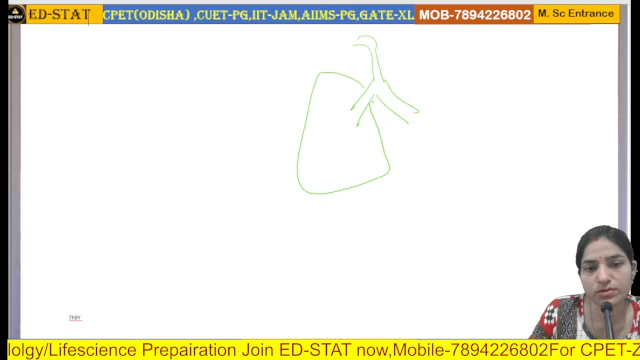 ED-STAT
CPET(ODISHA) ,CUET-PG,IIT-JAM,AIIMS-PG,GATE-XL
MOB-7894226802
M. Sc Entrance
lolgy/Lifescience Prepairation Join ED-STAT now,Mobile-7894226802For CPET-Z